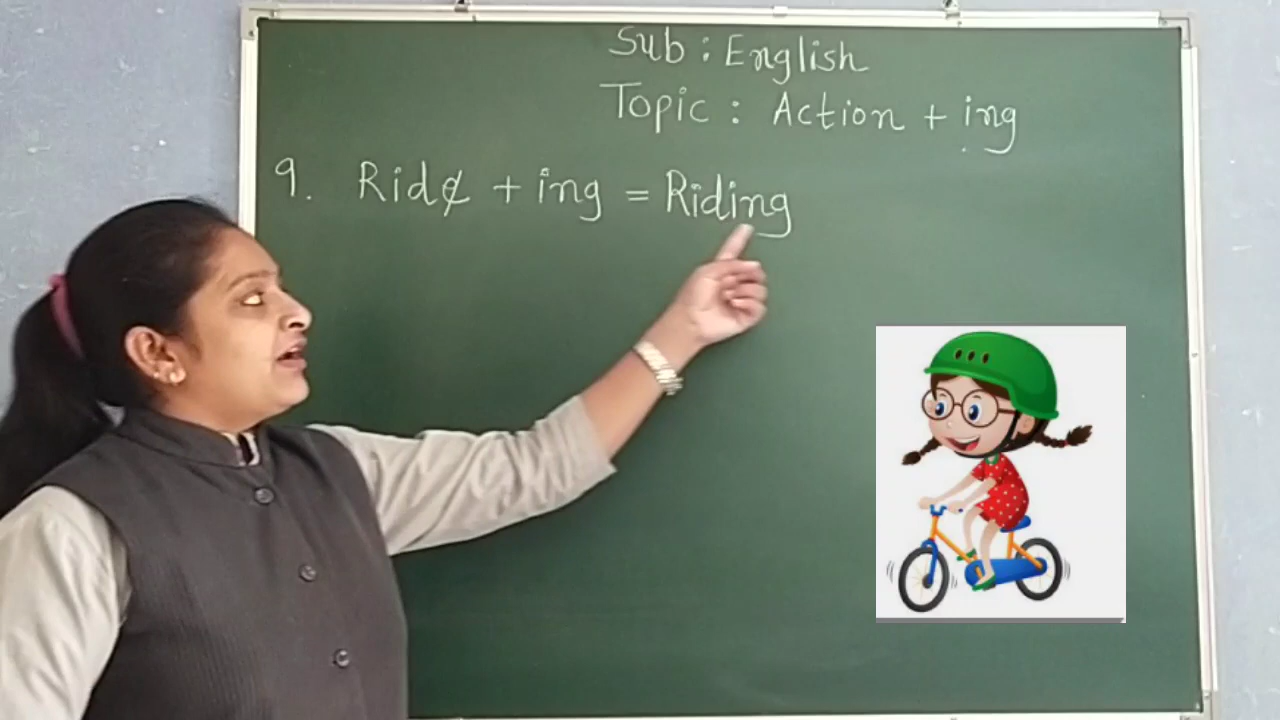 Sub : English
Topic : Action + ing
9. Ride + ing = Riding